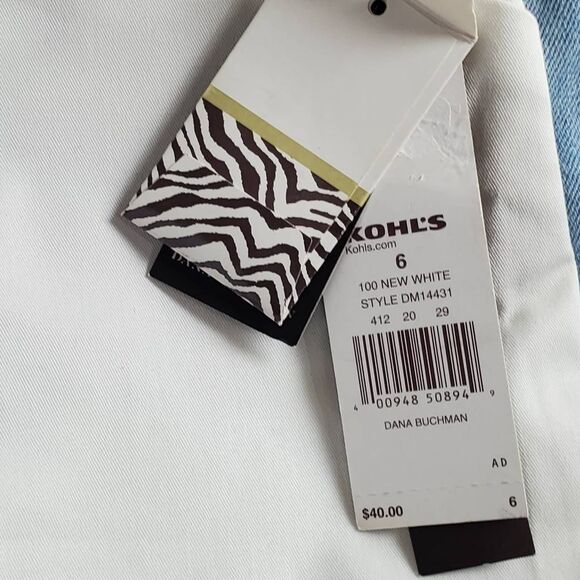 KOHL'S
Kohls.com
6
100 NEW WHITE
STYLE DM14431
412 20 29
4 00948 50894 9
DANA BUCHMAN
AD
$40.00 6